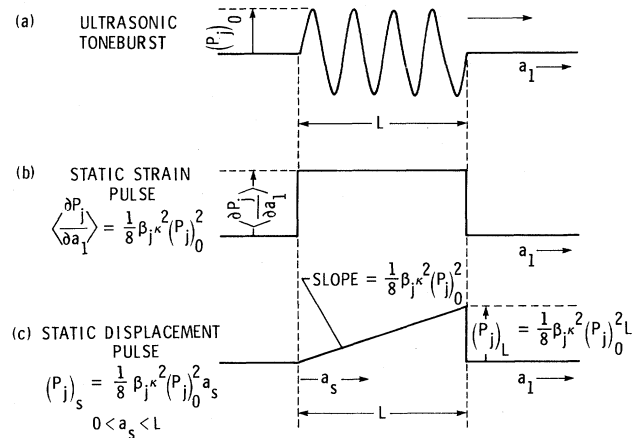 (a) ULTRASONIC
TONEBURST
(P_j)_0
a_1
L
(b) STATIC STRAIN
PULSE
⟨∂P_j/∂a_1⟩ = 1/8 β_j κ^2 (P_j)_0^2
⟨∂P_j/∂a_1⟩
a_1
SLOPE = 1/8 β_j κ^2 (P_j)_0^2
(c) STATIC DISPLACEMENT
PULSE
(P_j)_s = 1/8 β_j κ^2 (P_j)_0^2 a_s
0 < a_s < L
(P_j)_L = 1/8 β_j κ^2 (P_j)_0^2 L
a_s
a_1
L